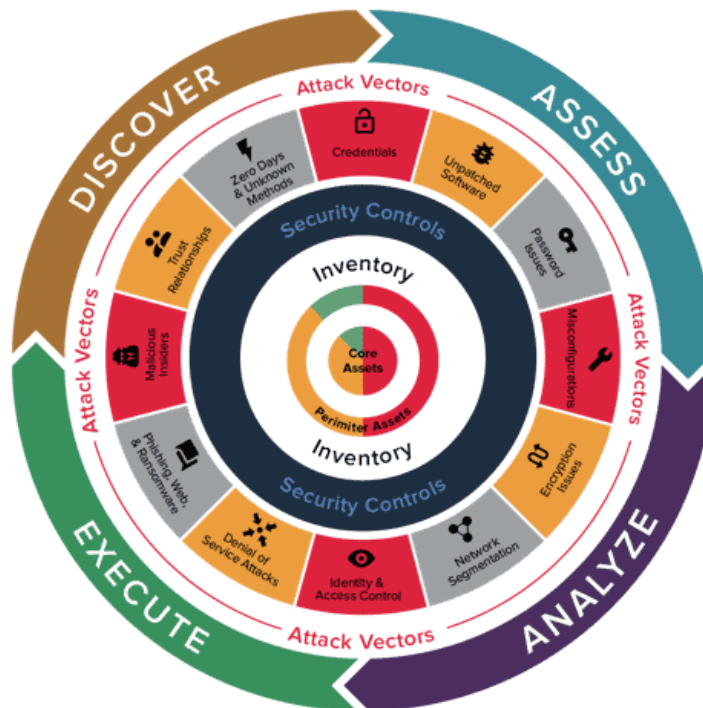 DISCOVER
ASSESS
ANALYZE
EXECUTE
Attack Vectors
Attack Vectors
Attack Vectors
Attack Vectors
Credentials
Unpatched
Software
Password
Issues
Misconfigurations
Encryption
Issues
Network
Segmentation
Identity &
Access Control
Denial of
Service Attacks
Phishing, Web,
& Ransomware
Malicious
Insiders
Trust
Relationships
Zero Days
& Unknown
Methods
Security Controls
Inventory
Core
Assets
Perimiter Assets
Inventory
Security Controls